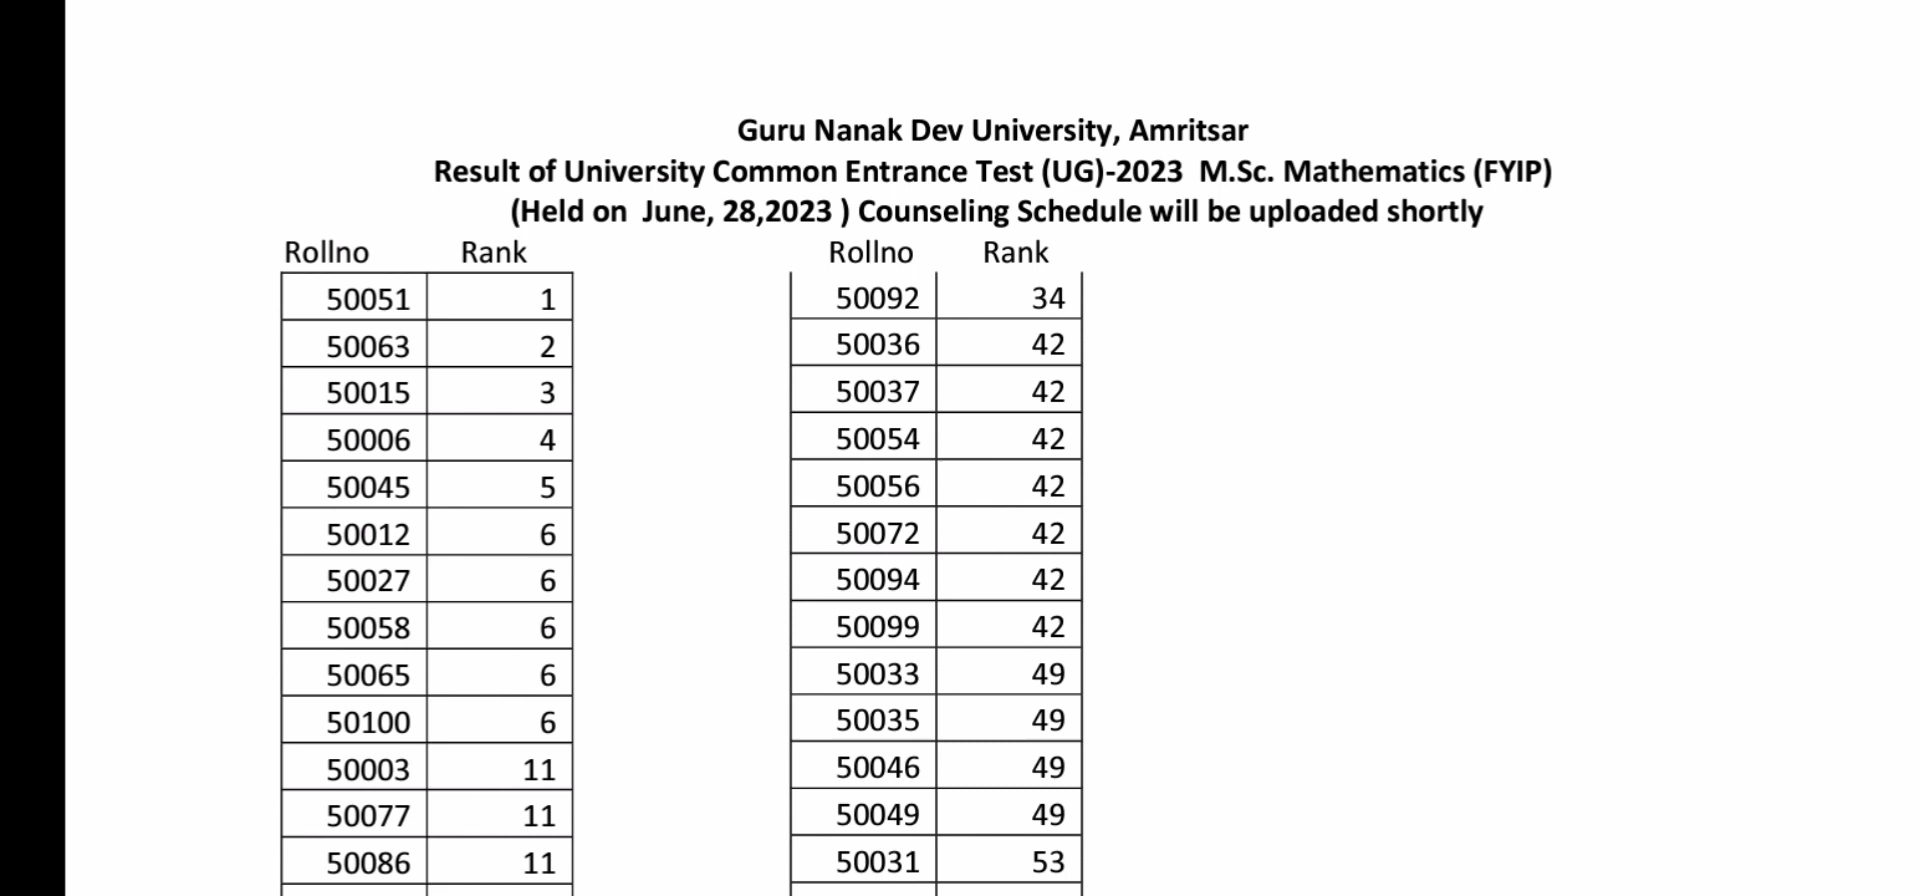 Guru Nanak Dev University, Amritsar
Result of University Common Entrance Test (UG)-2023  M.Sc. Mathematics (FYIP)
(Held on  June, 28,2023 ) Counseling Schedule will be uploaded shortly
Rollno Rank Rollno Rank
50051 1 50092 34
50063 2 50036 42
50015 3 50037 42
50006 4 50054 42
50045 5 50056 42
50012 6 50072 42
50027 6 50094 42
50058 6 50099 42
50065 6 50033 49
50100 6 50035 49
50003 11 50046 49
50077 11 50049 49
50086 11 50031 53